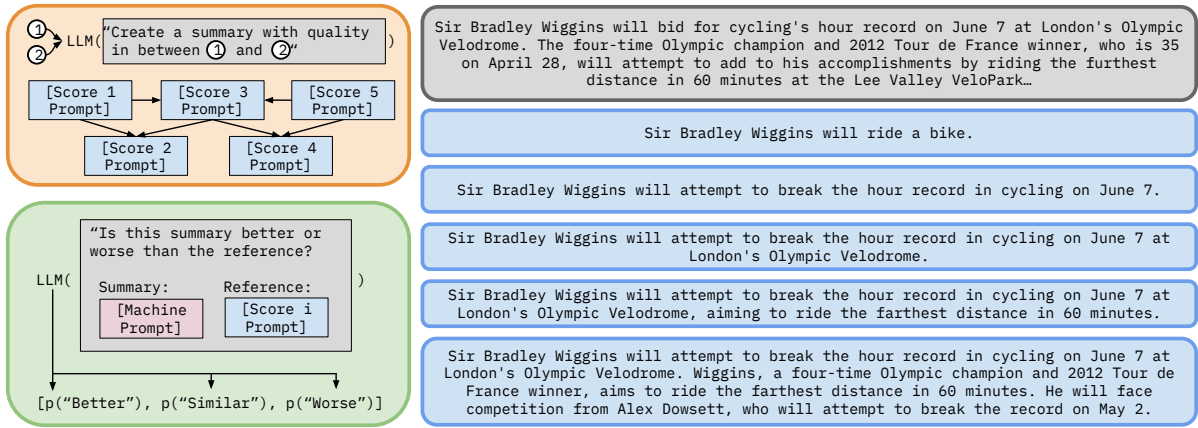 1
2
LLM(
"Create a summary with quality
in between 1 and 2"
)
[Score 1
Prompt]
[Score 3
Prompt]
[Score 5
Prompt]
[Score 2
Prompt]
[Score 4
Prompt]
LLM(
“Is this summary better or
worse than the reference?
Summary:
[Machine
Prompt]
Reference:
[Score i
Prompt]
)
[p(“Better”), p(“Similar”), p(“Worse”)]
Sir Bradley Wiggins will bid for cycling's hour record on June 7 at London's Olympic
Velodrome. The four-time Olympic champion and 2012 Tour de France winner, who is 35
on April 28, will attempt to add to his accomplishments by riding the furthest
distance in 60 minutes at the Lee Valley VeloPark…
Sir Bradley Wiggins will ride a bike.
Sir Bradley Wiggins will attempt to break the hour record in cycling on June 7.
Sir Bradley Wiggins will attempt to break the hour record in cycling on June 7 at
London's Olympic Velodrome.
Sir Bradley Wiggins will attempt to break the hour record in cycling on June 7 at
London's Olympic Velodrome, aiming to ride the farthest distance in 60 minutes.
Sir Bradley Wiggins will attempt to break the hour record in cycling on June 7 at
London's Olympic Velodrome. Wiggins, a four-time Olympic champion and 2012 Tour de
France winner, aims to ride the farthest distance in 60 minutes. He will face
competition from Alex Dowsett, who will attempt to break the record on May 2.